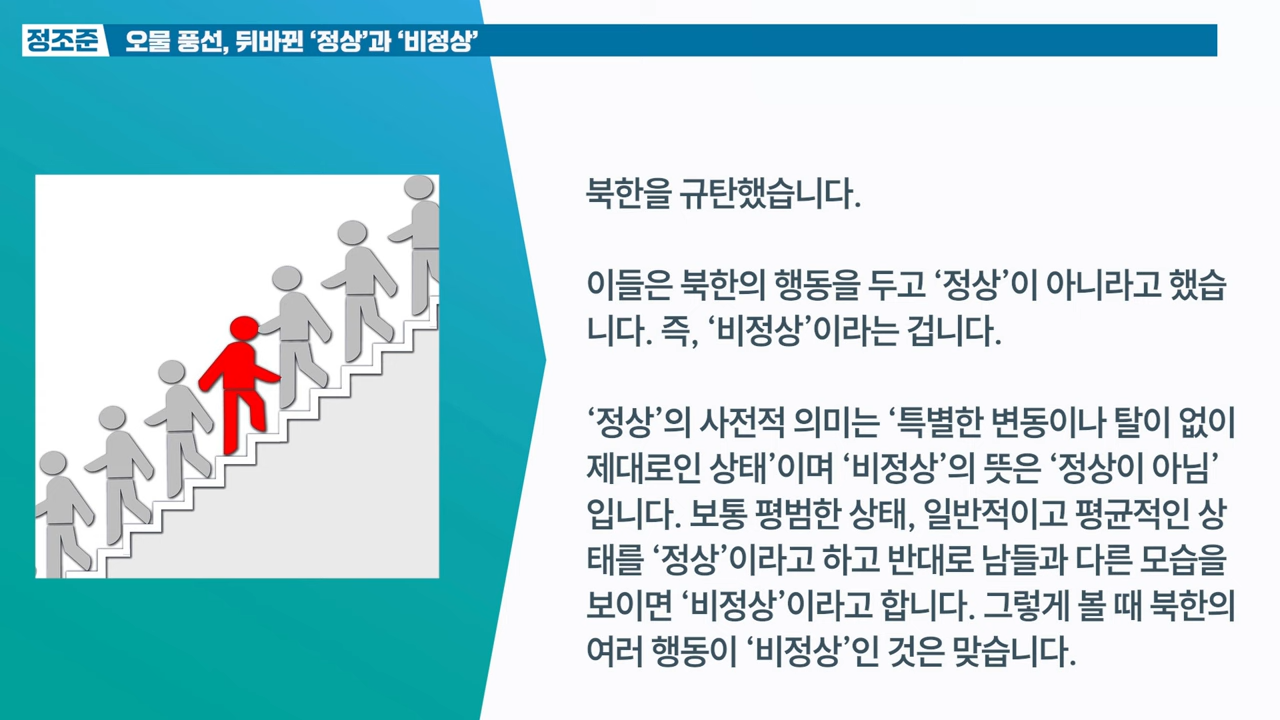 정조준 오물 풍선, 뒤바뀐 ‘정상’과 ‘비정상’
북한을 규탄했습니다.
이들은 북한의 행동을 두고 ‘정상’이 아니라고 했습
니다. 즉, ‘비정상’이라는 겁니다.
‘정상’의 사전적 의미는 ‘특별한 변동이나 탈이 없이
제대로인 상태’이며 ‘비정상’의 뜻은 ‘정상이 아님’
입니다. 보통 평범한 상태, 일반적이고 평균적인 상
태를 ‘정상’이라고 하고 반대로 남들과 다른 모습을
보이면 ‘비정상’이라고 합니다. 그렇게 볼 때 북한의
여러 행동이 ‘비정상’인 것은 맞습니다.